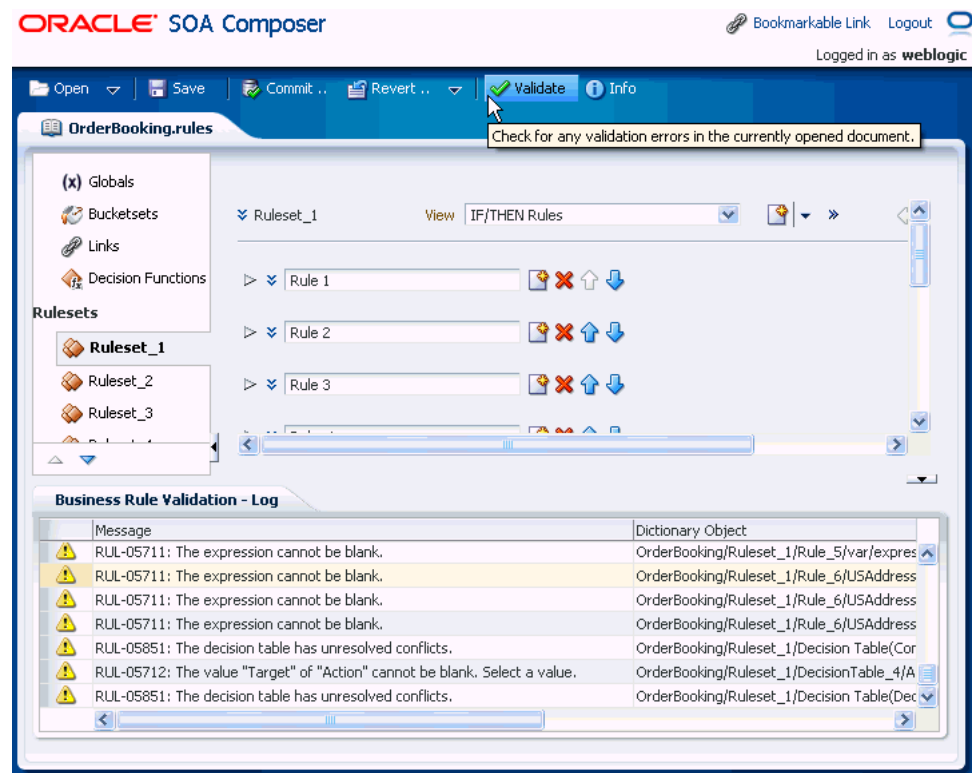 ORACLE SOA Composer
Bookmarkable Link Logout
Logged in as weblogic
Open Save Commit .. Revert .. Validate Info
OrderBooking.rules
Check for any validation errors in the currently opened document.
(x) Globals
Bucketsets
Links
Decision Functions
Rulesets
Ruleset_1
Ruleset_2
Ruleset_3
Ruleset_1 View IF/THEN Rules
Rule 1
Rule 2
Rule 3
Business Rule Validation - Log
Message Dictionary Object
RUL-05711: The expression cannot be blank. OrderBooking/Ruleset_1/Rule_5/var/expres
RUL-05711: The expression cannot be blank. OrderBooking/Ruleset_1/Rule_6/USAddress
RUL-05711: The expression cannot be blank. OrderBooking/Ruleset_1/Rule_6/USAddress
RUL-05711: The expression cannot be blank. OrderBooking/Ruleset_1/Rule_6/USAddress
RUL-05851: The decision table has unresolved conflicts. OrderBooking/Ruleset_1/Decision Table(Cor
RUL-05712: The value "Target" of "Action" cannot be blank. Select a value. OrderBooking/Ruleset_1/DecisionTable_4/A
RUL-05851: The decision table has unresolved conflicts. OrderBooking/Ruleset_1/Decision Table(Dec